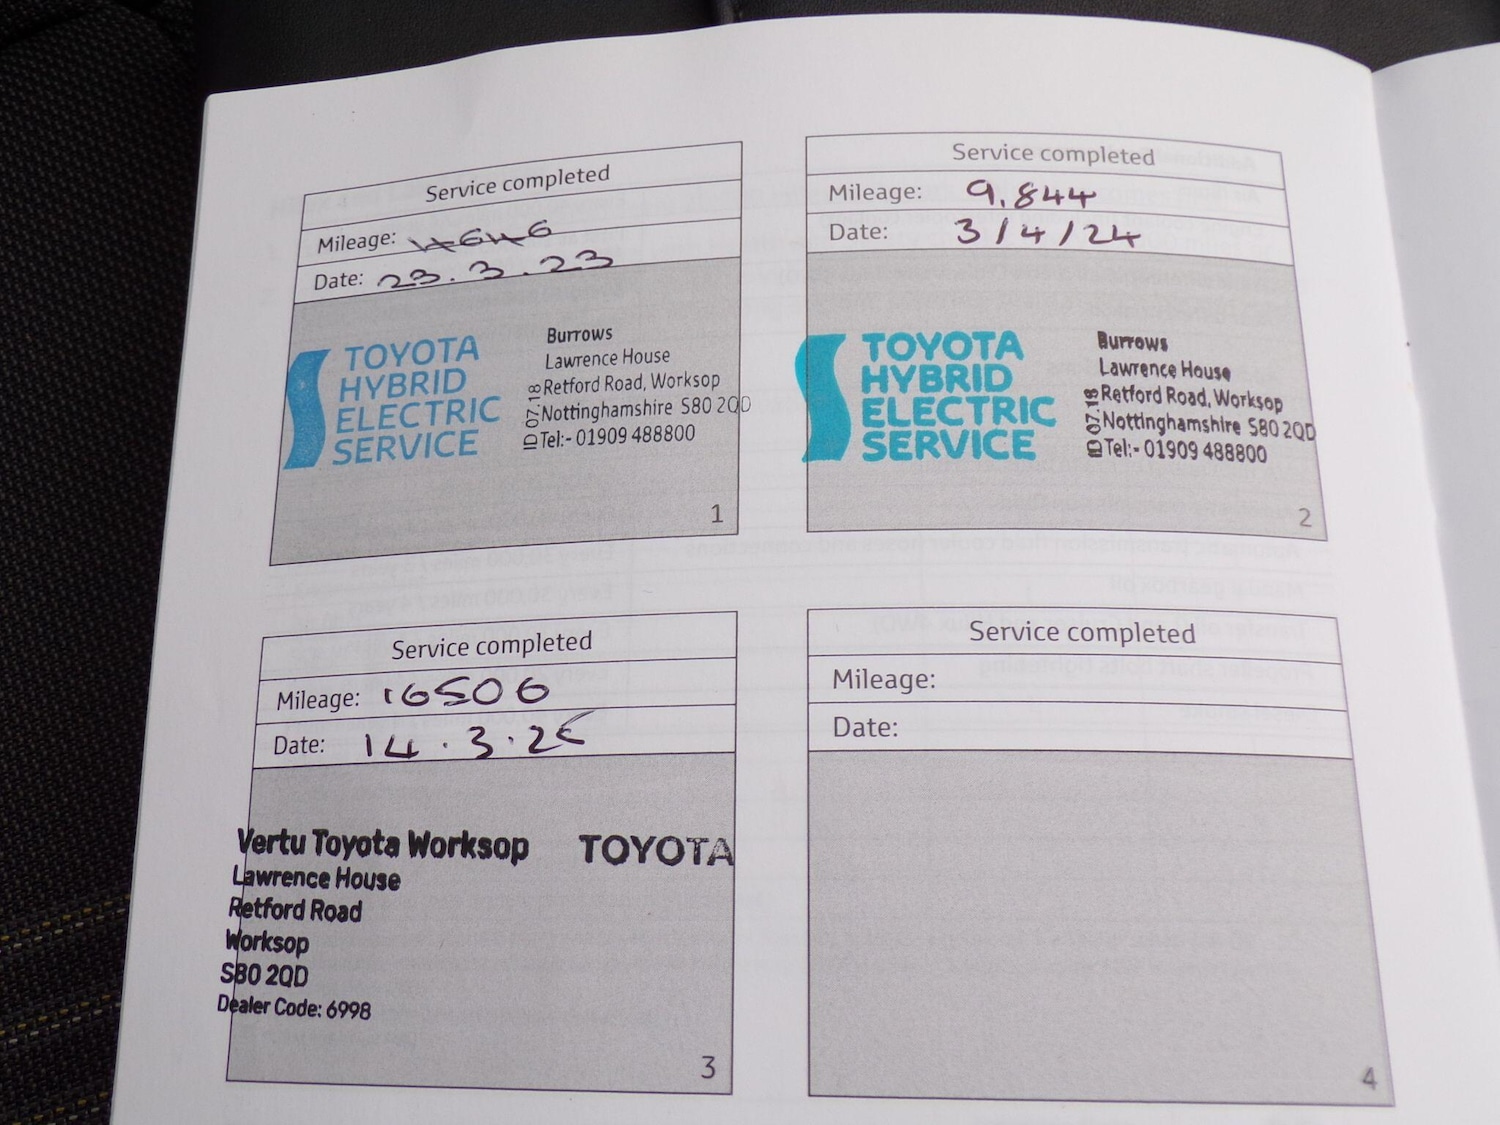 Service completed
Mileage: 4646
Date: 23.3.23
TOYOTA
HYBRID
ELECTRIC
SERVICE
Burrows
Lawrence House
Retford Road, Worksop
Nottinghamshire S80 2QD
Tel:- 01909 488800
ID 07.18
1
Service completed
Mileage: 9,844
Date: 3/4/24
TOYOTA
HYBRID
ELECTRIC
SERVICE
Burrows
Lawrence House
Retford Road, Worksop
Nottinghamshire S80 2QD
Tel:- 01909 488800
ID 07.18
2
Service completed
Mileage: 16506
Date: 14.3.25
Vertu Toyota Worksop TOYOTA
Lawrence House
Retford Road
Worksop
S80 2QD
Dealer Code: 6998
3
Service completed
Mileage:
Date:
4